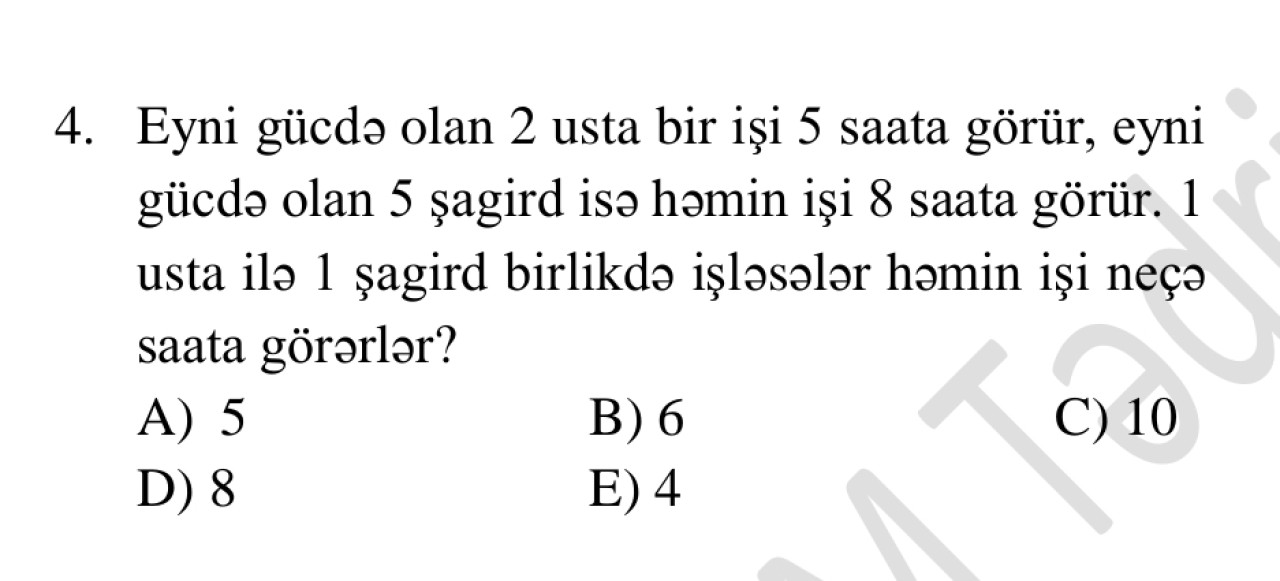 4. Eyni gücdə olan 2 usta bir işi 5 saata görür, eyni
gücdə olan 5 şagird isə həmin işi 8 saata görür. 1
usta ilə 1 şagird birlikdə işləsələr həmin işi neçə
saata görərlər?
A) 5 B) 6 C) 10
D) 8 E) 4